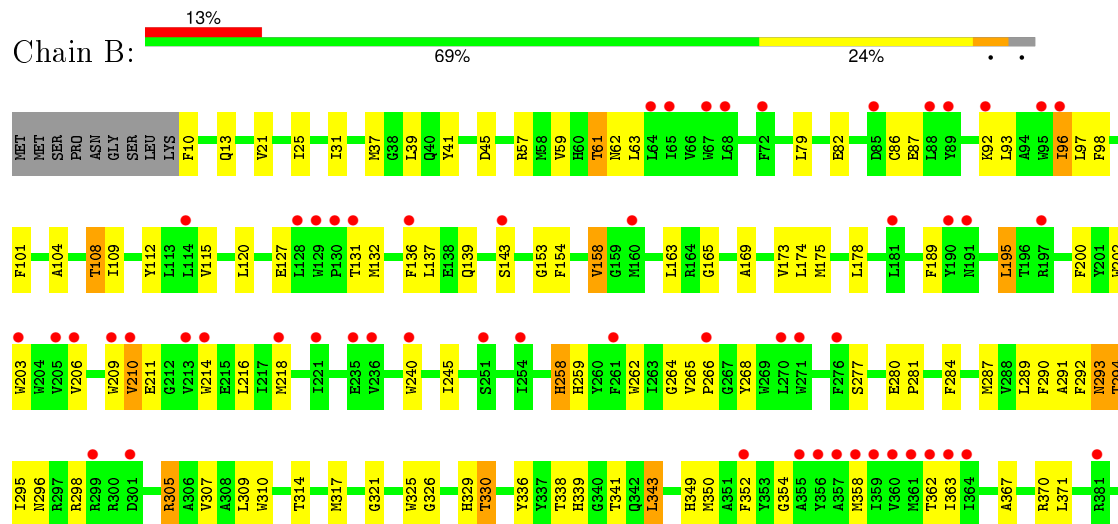 13%
Chain B:
69% 24% • •
MET MET SER PRO ASN GLY SER LEU LYS F10 Q13 V21 I25 I31 M37 G38 L39 Q40 Y41 D45 R57 M58 V59 H60 T61 N62 L63 L64 I65 V66 W67 L68 F72 L79 E82 D85 C86 E87 L88 Y89 K92 L93 A94 W95 I96 L97 F98
F101 A104 T108 I109 Y112 L113 L114 V115 L120 E127 L128 W129 P130 T131 M132 F136 L137 E138 Q139 S143 G153 F154 V158 G159 M160 L163 R164 G165 A169 V173 L174 M175 L178 L181 F189 Y190 N191 L195 T196 R197 F200 Y201 W202
W203 W204 V205 V206 W209 V210 E211 G212 V213 W214 E215 L216 I217 M218 I221 E235 V236 W240 I245 S251 I254 H258 H259 Y260 F261 W262 I263 G264 V265 P266 G267 Y268 W269 L270 W271 F276 S277 E280 P281 F284 M287 V288 L289 F290 A291 F292 N293
I295 N296 R297 R298 R299 R300 D301 R305 A306 V307 A308 L309 W310 T314 M317 G321 W325 G326 H329 T330 Y336 Y337 T338 H339 G340 T341 Q342 L343 H349 M350 A351 F352 Y353 G354 A355 Y356 A357 M358 I359 V360 M361 T362 I363 I364 A367 R370 L371 R381